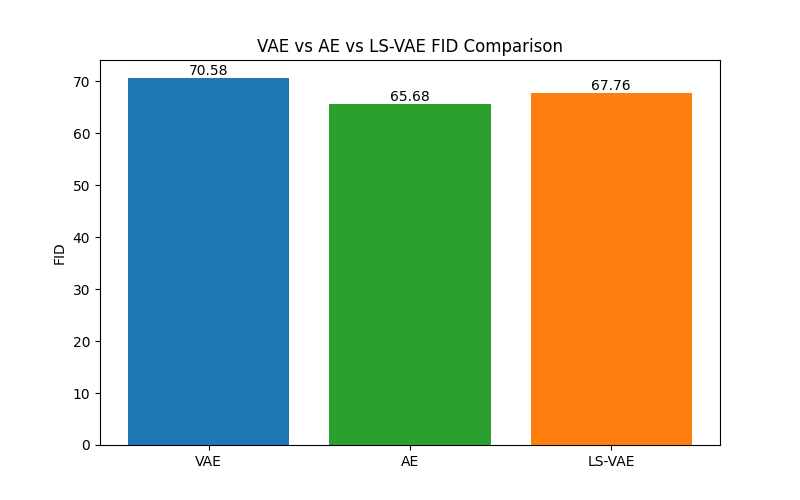 VAE vs AE vs LS-VAE FID Comparison
70.58
65.68
67.76
FID
70
60
50
40
30
20
10
0
VAE
AE
LS-VAE